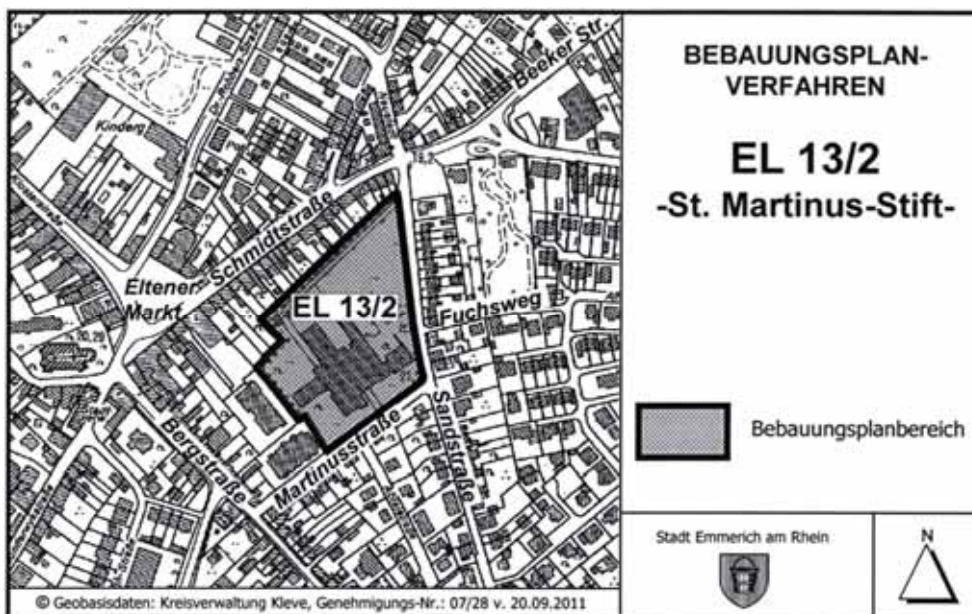 BEBAUUNGSPLAN-
VERFAHREN
EL 13/2
-St. Martinus-Stift-
Bebauungsplanbereich
Stadt Emmerich am Rhein
N
Beeker Str.
Kinderg
Schmidtstraße
Eltener
Markt
EL 13/2
Fuchsweg
Sandstraße
Martinusstraße
Bergstraße
© Geobasisdaten: Kreisverwaltung Kleve, Genehmigungs-Nr.: 07/28 v. 20.09.2011